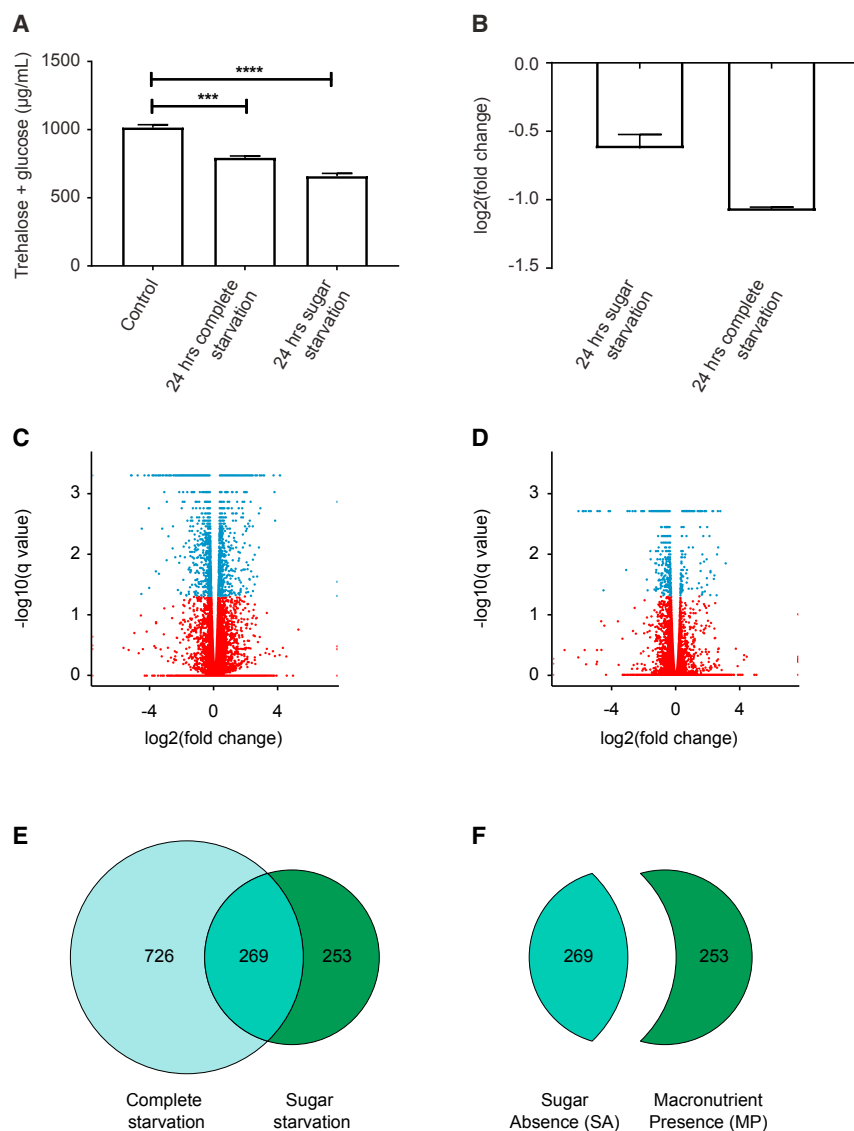 A
Trehalose + glucose (µg/mL)
1500
1000
500
0
****
***
Control
24 hrs complete
starvation
24 hrs sugar
starvation
B
log2(fold change)
0.0
-0.5
-1.0
-1.5
24 hrs sugar
starvation
24 hrs complete
starvation
C
-log10(q value)
3
2
1
0
-4
0
4
log2(fold change)
D
-log10(q value)
3
2
1
0
-4
0
4
log2(fold change)
E
726
269
253
Complete
starvation
Sugar
starvation
F
269
253
Sugar
Absence (SA)
Macronutrient
Presence (MP)